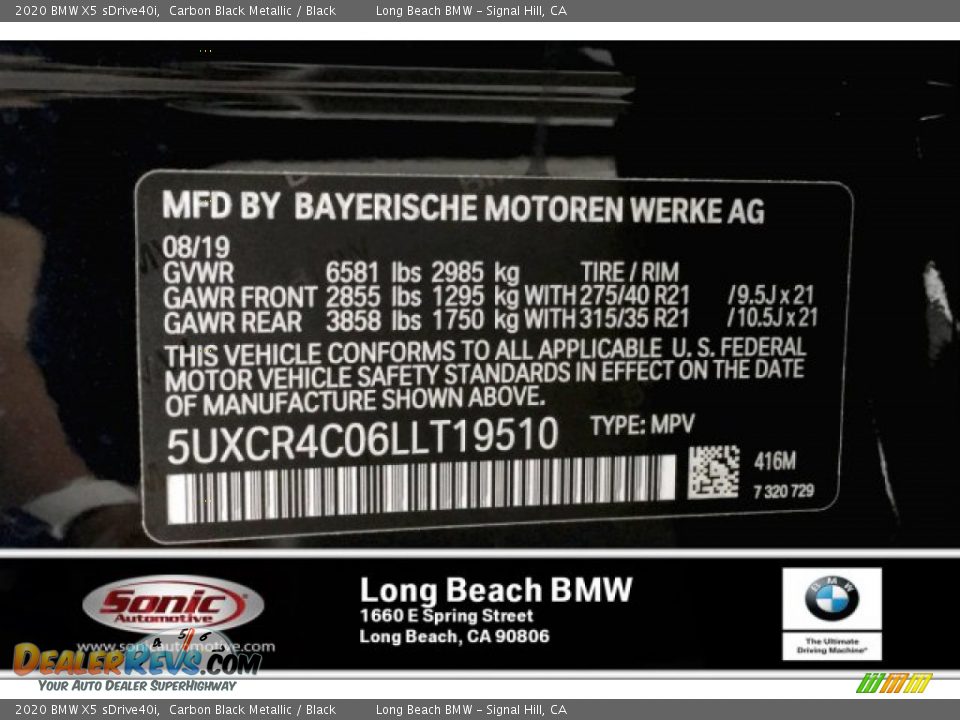 2020 BMW X5 sDrive40i, Carbon Black Metallic / Black Long Beach BMW - Signal Hill, CA
MFD BY BAYERISCHE MOTOREN WERKE AG
08/19
GVWR 6581 lbs 2985 kg TIRE / RIM
GAWR FRONT 2855 lbs 1295 kg WITH 275/40 R21 /9.5J x 21
GAWR REAR 3858 lbs 1750 kg WITH 315/35 R21 /10.5J x 21
THIS VEHICLE CONFORMS TO ALL APPLICABLE U. S. FEDERAL
MOTOR VEHICLE SAFETY STANDARDS IN EFFECT ON THE DATE
OF MANUFACTURE SHOWN ABOVE.
5UXCR4C06LLT19510 TYPE: MPV
416M
7 320 729
Sonic
Automotive
www.sonicautomotive.com
Long Beach BMW
1660 E Spring Street
Long Beach, CA 90806
BMW
The Ultimate
Driving Machine®
4 5 6
DEALERREVS.COM
YOUR AUTO DEALER SUPERHIGHWAY
2020 BMW X5 sDrive40i, Carbon Black Metallic / Black Long Beach BMW - Signal Hill, CA